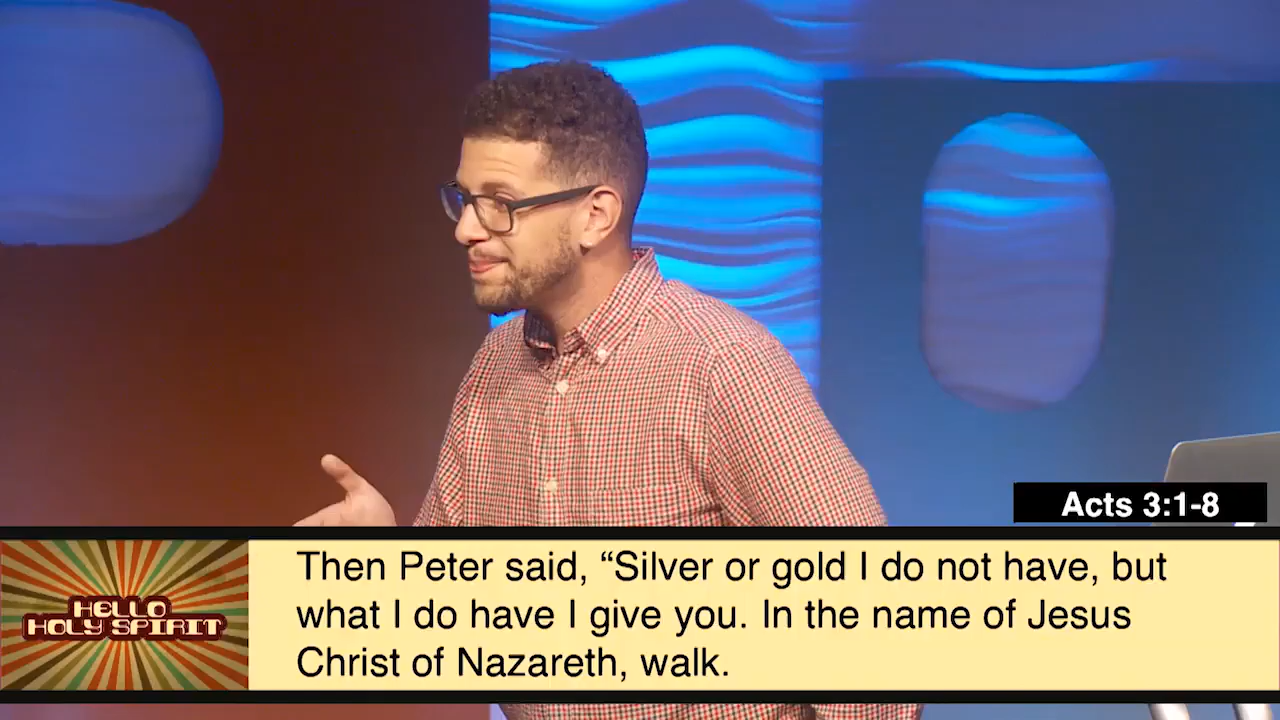 Acts 3:1-8
Then Peter said, “Silver or gold I do not have, but
what I do have I give you. In the name of Jesus
Christ of Nazareth, walk.
HELLO
HOLY SPIRIT